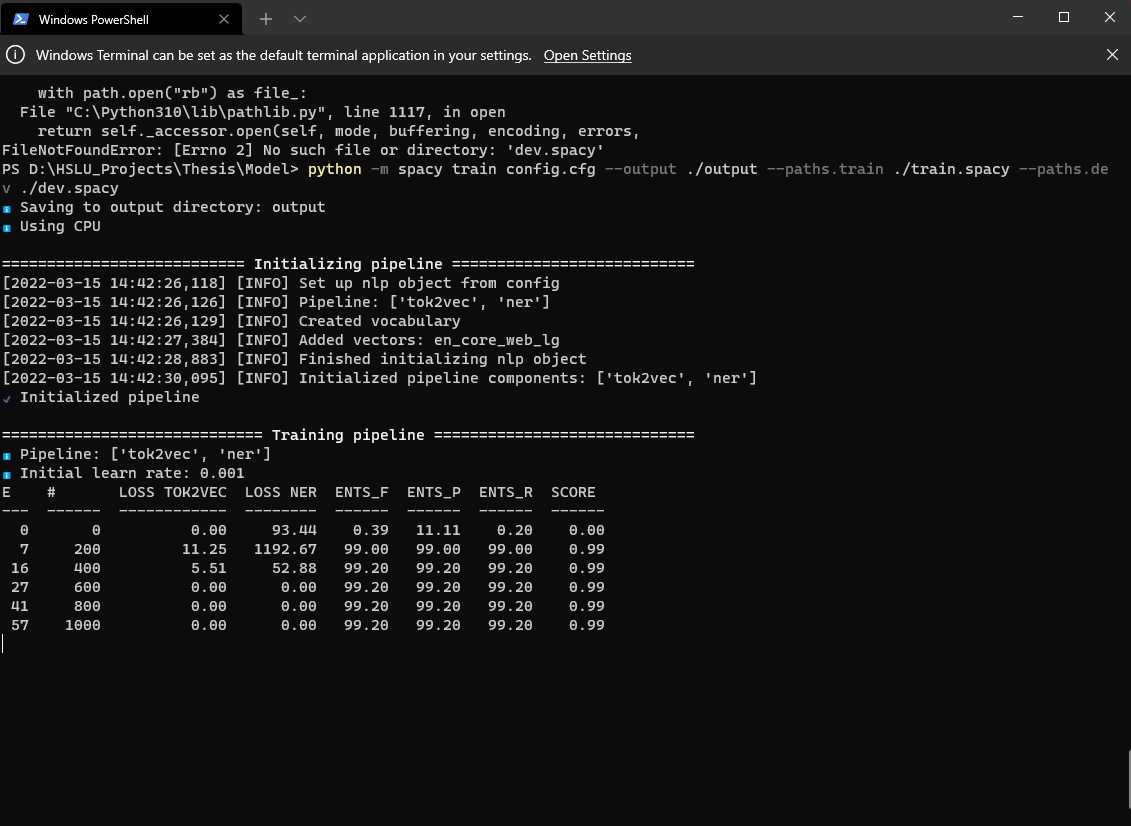 Windows PowerShell
Windows Terminal can be set as the default terminal application in your settings. Open Settings
    with path.open("rb") as file_:
  File "C:\Python310\lib\pathlib.py", line 1117, in open
    return self._accessor.open(self, mode, buffering, encoding, errors,
FileNotFoundError: [Errno 2] No such file or directory: 'dev.spacy'
PS D:\HSLU_Projects\Thesis\Model> python -m spacy train config.cfg --output ./output --paths.train ./train.spacy --paths.de
v ./dev.spacy
i Saving to output directory: output
i Using CPU
=========================== Initializing pipeline ===========================
[2022-03-15 14:42:26,118] [INFO] Set up nlp object from config
[2022-03-15 14:42:26,126] [INFO] Pipeline: ['tok2vec', 'ner']
[2022-03-15 14:42:26,129] [INFO] Created vocabulary
[2022-03-15 14:42:27,384] [INFO] Added vectors: en_core_web_lg
[2022-03-15 14:42:28,883] [INFO] Finished initializing nlp object
[2022-03-15 14:42:30,095] [INFO] Initialized pipeline components: ['tok2vec', 'ner']
✓ Initialized pipeline
============================= Training pipeline =============================
i Pipeline: ['tok2vec', 'ner']
i Initial learn rate: 0.001
E    #       LOSS TOK2VEC  LOSS NER  ENTS_F  ENTS_P  ENTS_R  SCORE
---  ------  ------------  --------  ------  ------  ------  ------
  0       0          0.00     93.44    0.39   11.11    0.20    0.00
  7     200         11.25   1192.67   99.00   99.00   99.00    0.99
 16     400          5.51     52.88   99.20   99.20   99.20    0.99
 27     600          0.00      0.00   99.20   99.20   99.20    0.99
 41     800          0.00      0.00   99.20   99.20   99.20    0.99
 57    1000          0.00      0.00   99.20   99.20   99.20    0.99